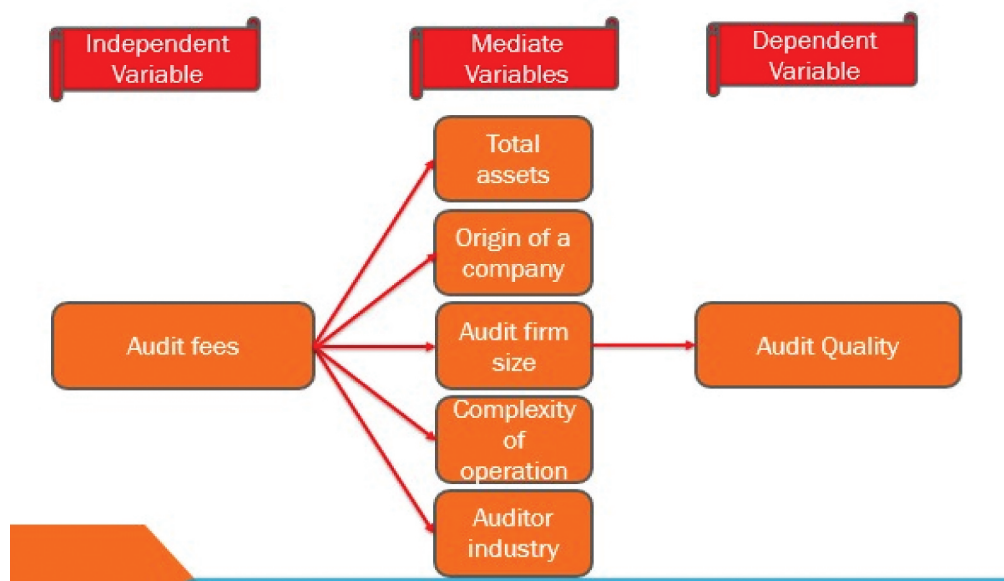 Independent
Variable
Mediate
Variables
Dependent
Variable
Total
assets
Origin of a
company
Audit fees
Audit firm
size
Audit Quality
Complexity
of
operation
Auditor
industry